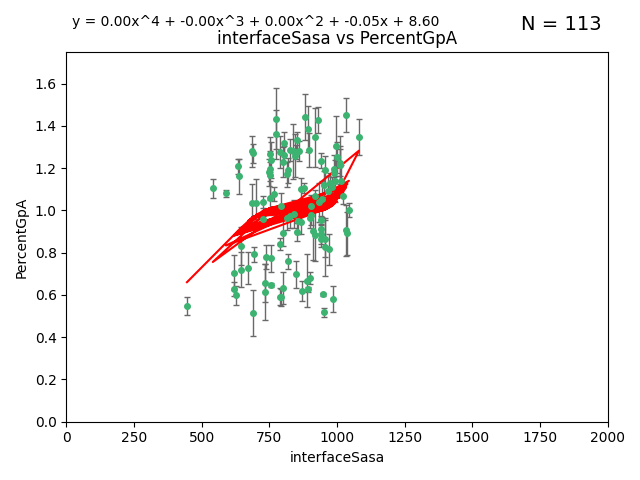 y = 0.00x^4 + -0.00x^3 + 0.00x^2 + -0.05x + 8.60
N = 113
interfaceSasa vs PercentGpA
PercentGpA
1.6
1.4
1.2
1.0
0.8
0.6
0.4
0.2
0.0
0 250 500 750 1000 1250 1500 1750 2000
interfaceSasa